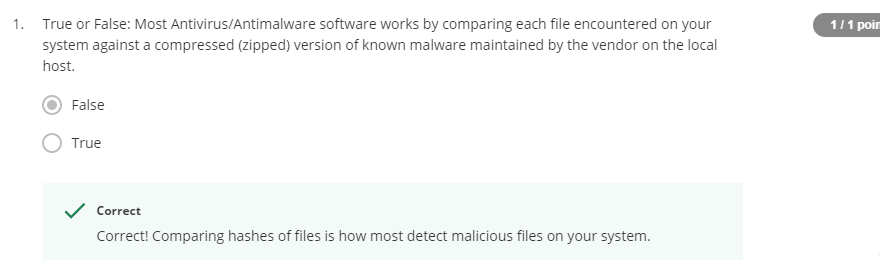 1. True or False: Most Antivirus/Antimalware software works by comparing each file encountered on your
1 / 1 poin
system against a compressed (zipped) version of known malware maintained by the vendor on the local
host.
False
True
Correct
Correct! Comparing hashes of files is how most detect malicious files on your system.